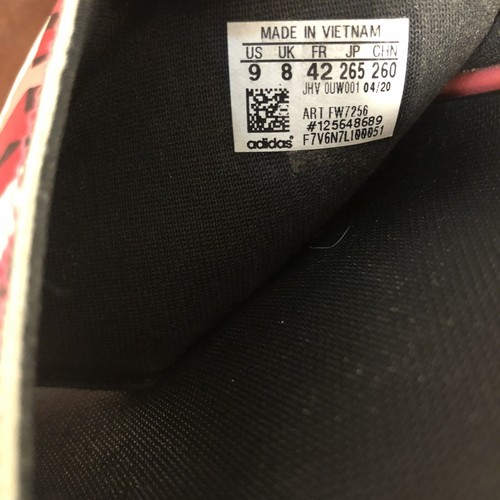 MADE IN VIETNAM
US UK FR JP CHN
9 8 42 265 260
JHV 0UW001 04/20
ART FW7256
#125648689
adidas® F7V6N7LI00051